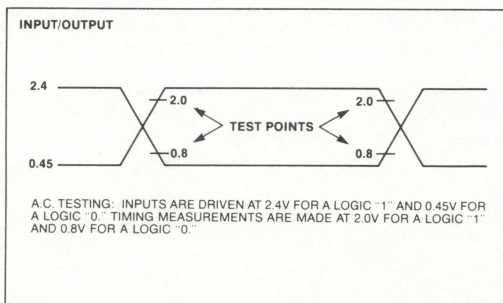 INPUT/OUTPUT
2.4
2.0
2.0
TEST POINTS
0.8
0.8
0.45
A.C. TESTING: INPUTS ARE DRIVEN AT 2.4V FOR A LOGIC "1" AND 0.45V FOR
A LOGIC "0." TIMING MEASUREMENTS ARE MADE AT 2.0V FOR A LOGIC "1"
AND 0.8V FOR A LOGIC "0."